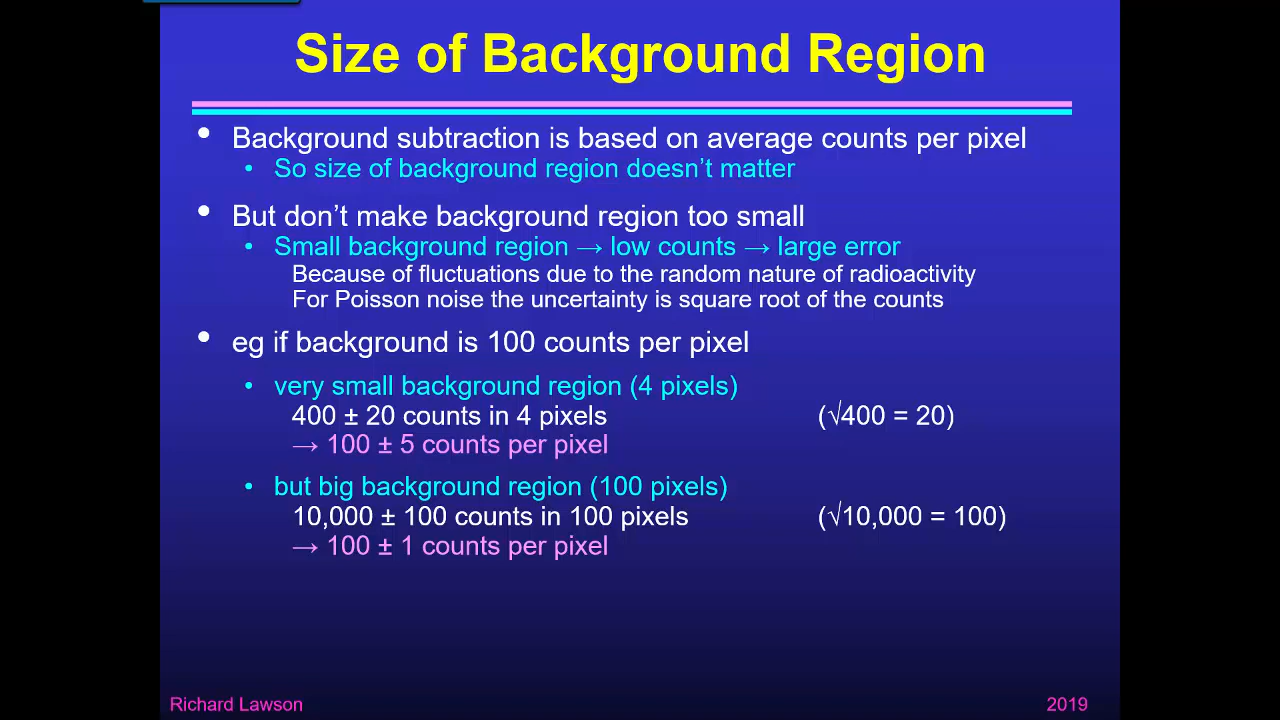 Size of Background Region
• Background subtraction is based on average counts per pixel
• So size of background region doesn’t matter
• But don’t make background region too small
• Small background region → low counts → large error
Because of fluctuations due to the random nature of radioactivity
For Poisson noise the uncertainty is square root of the counts
• eg if background is 100 counts per pixel
• very small background region (4 pixels)
400 ± 20 counts in 4 pixels (√400 = 20)
→ 100 ± 5 counts per pixel
• but big background region (100 pixels)
10,000 ± 100 counts in 100 pixels (√10,000 = 100)
→ 100 ± 1 counts per pixel
Richard Lawson 2019